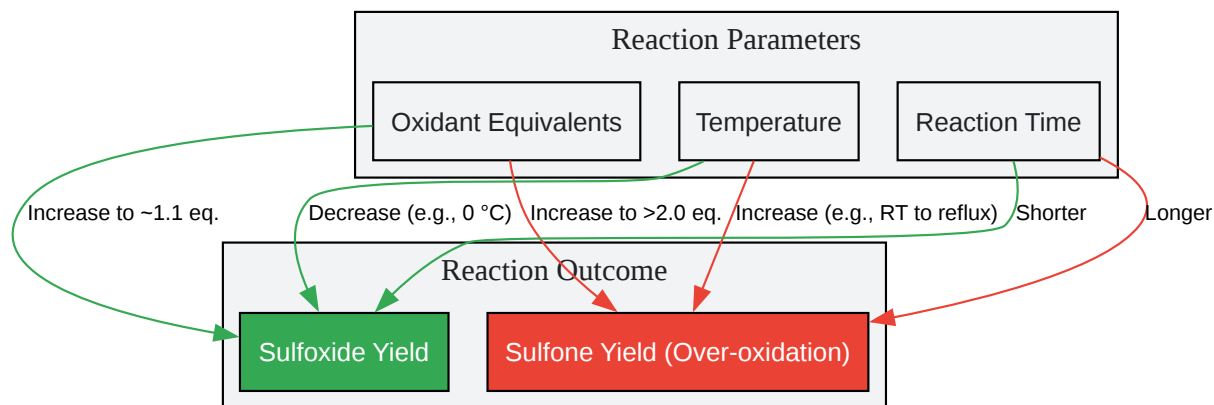 Reaction Parameters
Oxidant Equivalents
Temperature
Reaction Time
Increase to ~1.1 eq.
Decrease (e.g., 0 °C)
Increase to >2.0 eq.
Increase (e.g., RT to reflux)
Shorter
Longer
Reaction Outcome
Sulfoxide Yield
Sulfone Yield (Over-oxidation)